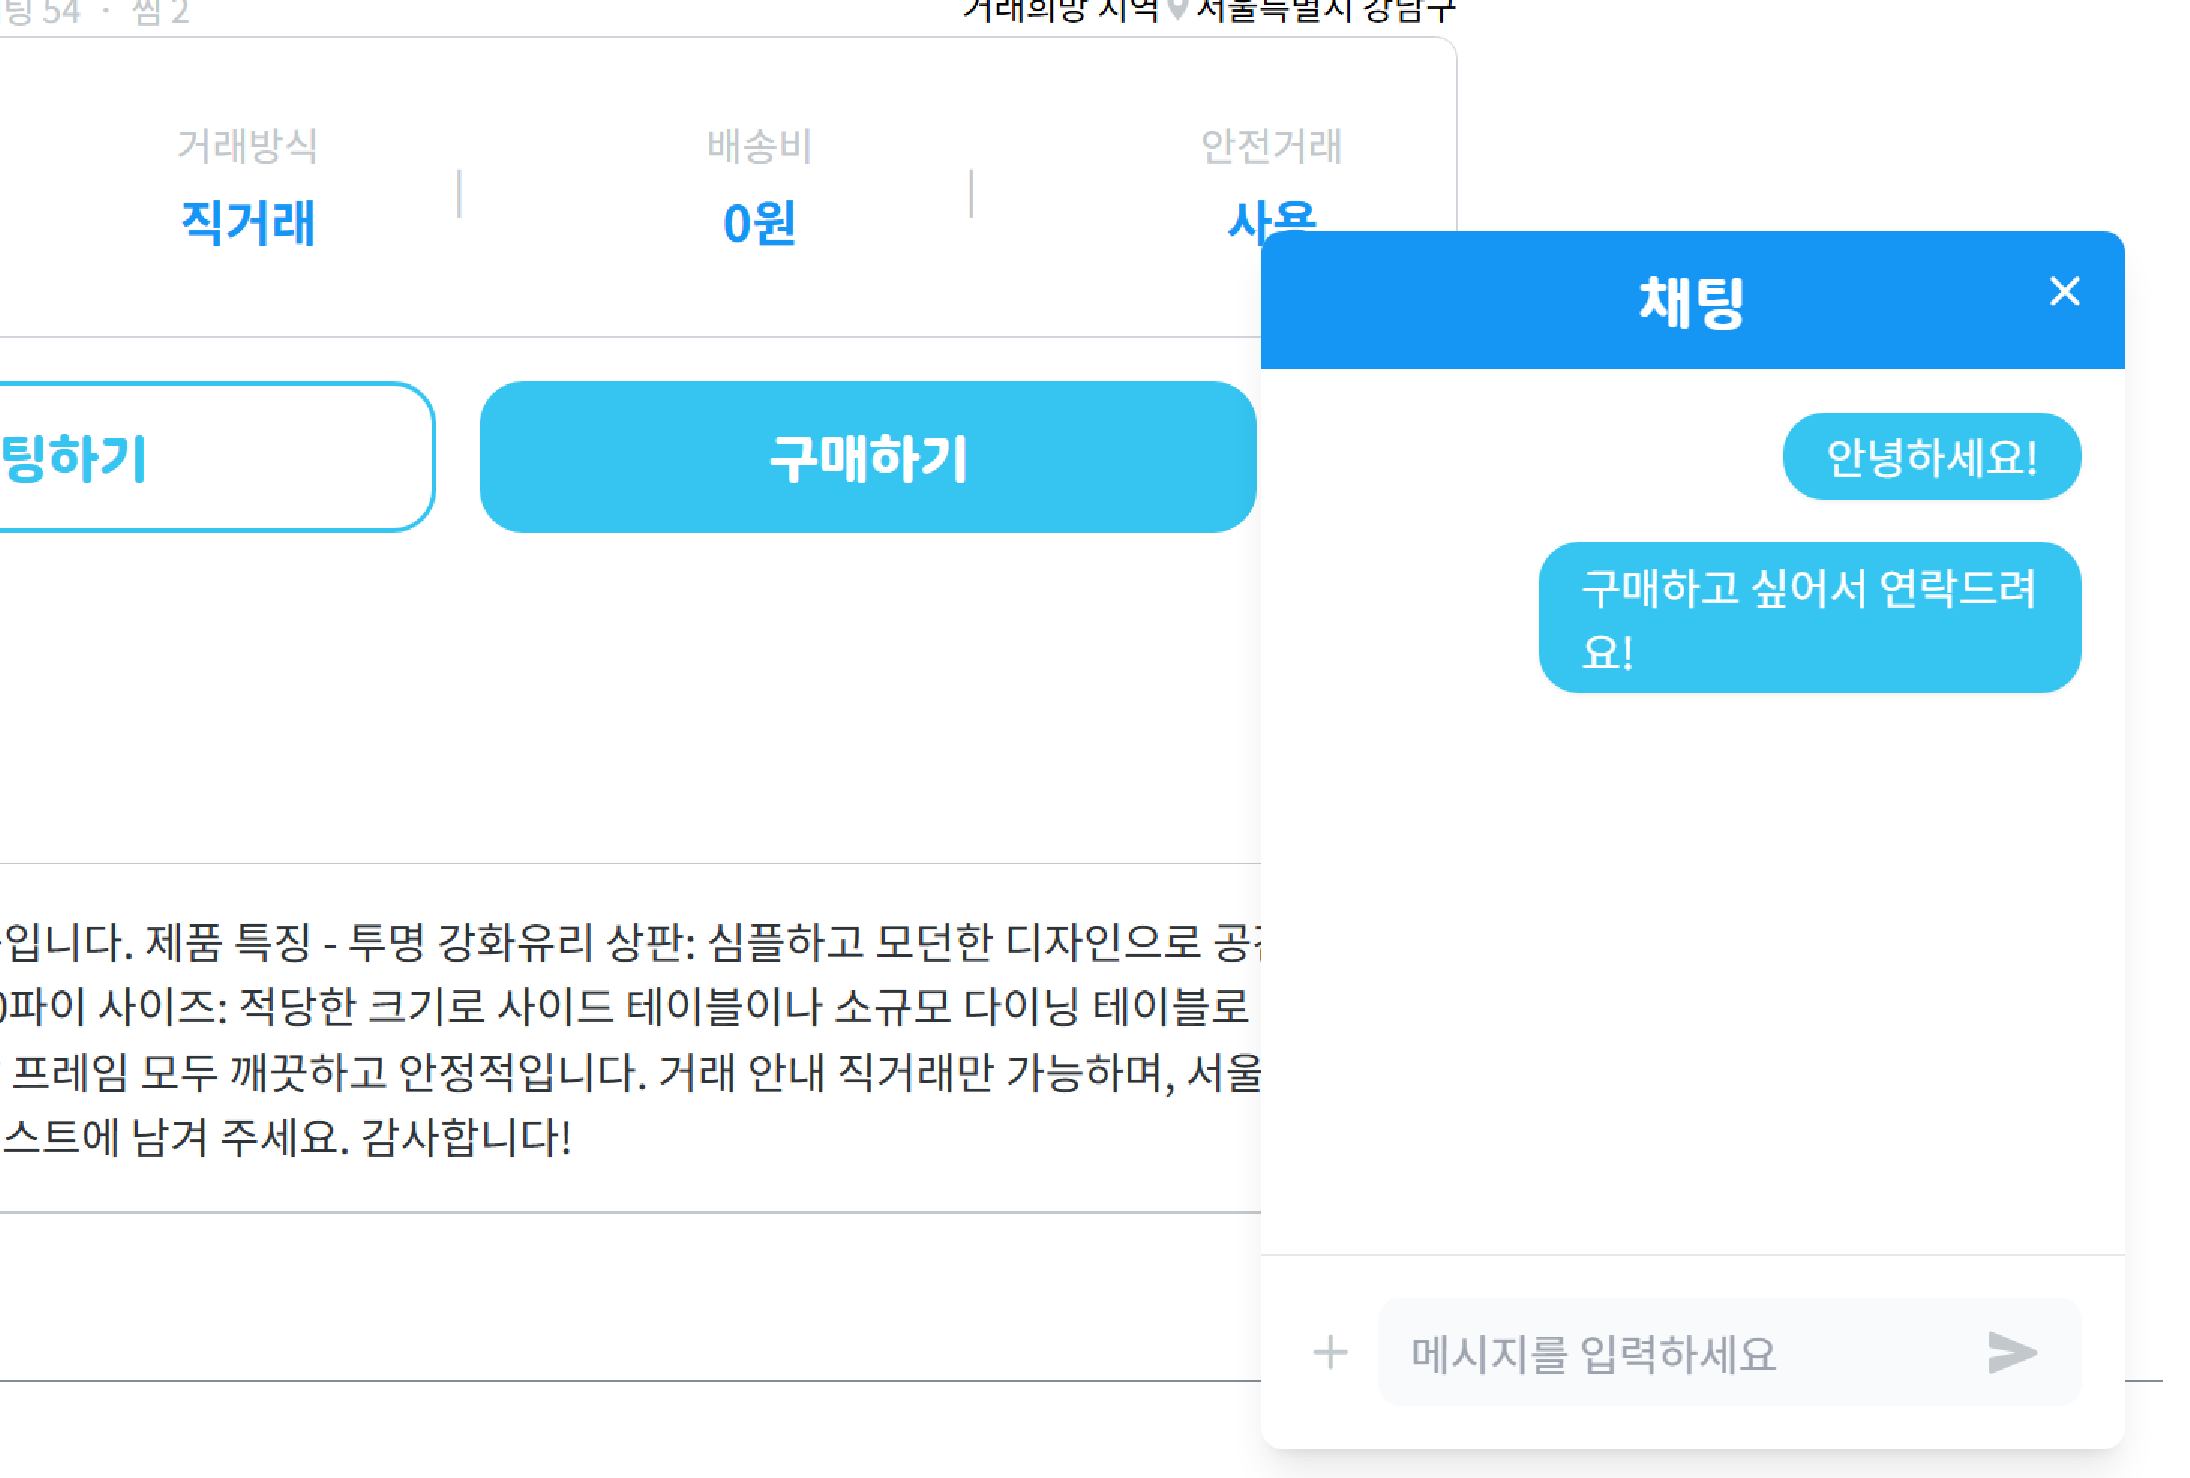 팅 54 · 찜 2
거래희망 지역 서울특별시 강남구
거래방식
직거래
배송비
0원
안전거래
사용
팅하기
구매하기
입니다. 제품 특징 - 투명 강화유리 상판: 심플하고 모던한 디자인으로
0파이 사이즈: 적당한 크기로 사이드 테이블이나 소규모 다이닝 테이블로
프레임 모두 깨끗하고 안정적입니다. 거래 안내 직거래만 가능하며, 서울
스트에 남겨 주세요. 감사합니다!
채팅
안녕하세요!
구매하고 싶어서 연락드려
요!
메시지를 입력하세요